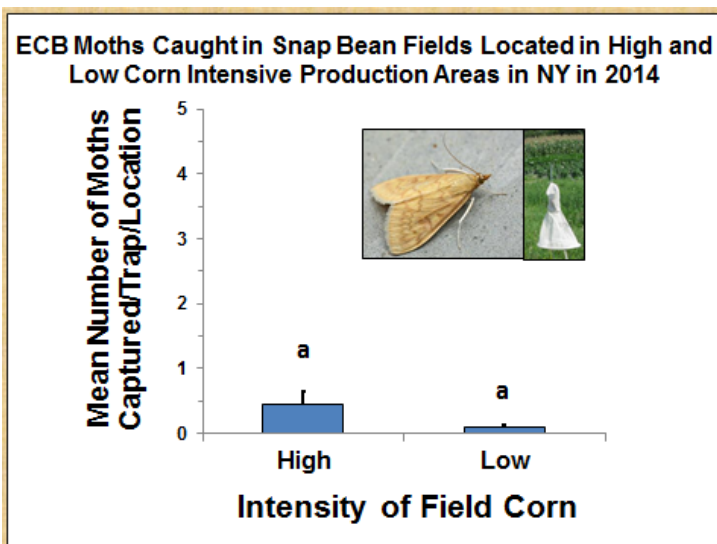 ECB Moths Caught in Snap Bean Fields Located in High and
Low Corn Intensive Production Areas in NY in 2014
Mean Number of Moths
Captured/Trap/Location
5
4
3
2
1
0
a
a
High
Low
Intensity of Field Corn